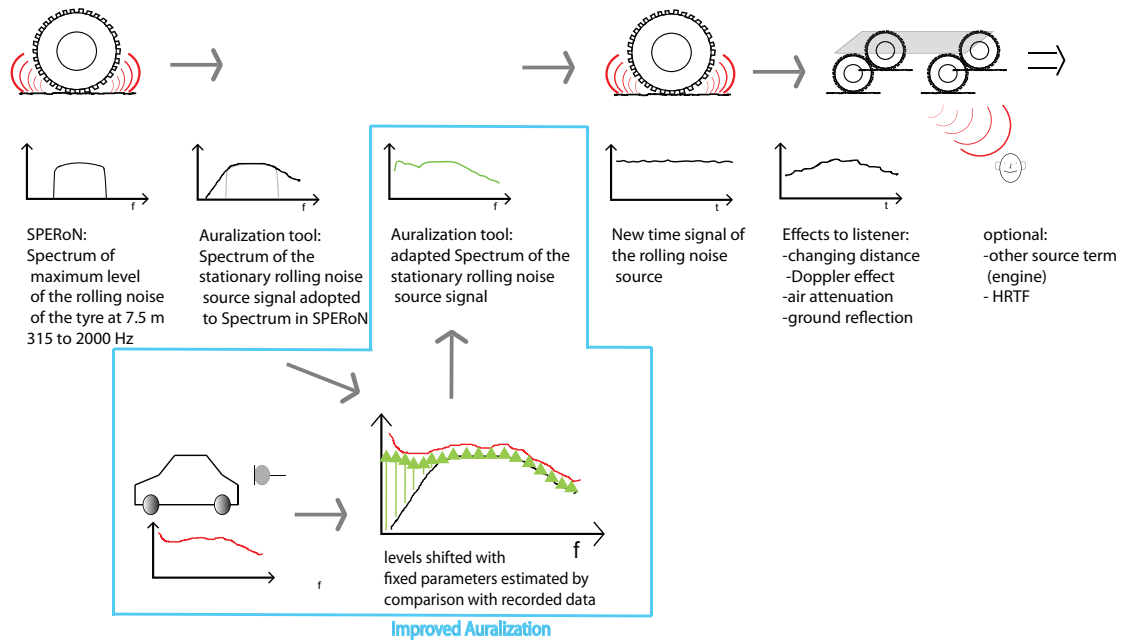 f
f
f
t
t
SPERoN:
Spectrum of
maximum level
of the rolling noise
of the tyre at 7.5 m
315 to 2000 Hz
Auralization tool:
Spectrum of the
stationary rolling noise
source signal adopted
to Spectrum in SPERoN
Auralization tool:
adapted Spectrum of the
stationary rolling noise
source signal
New time signal of
the rolling noise
source
Effects to listener:
-changing distance
-Doppler effect
-air attenuation
-ground reflection
optional:
-other source term
(engine)
- HRTF
f
f
levels shifted with
fixed parameters estimated by
comparison with recorded data
Improved Auralization